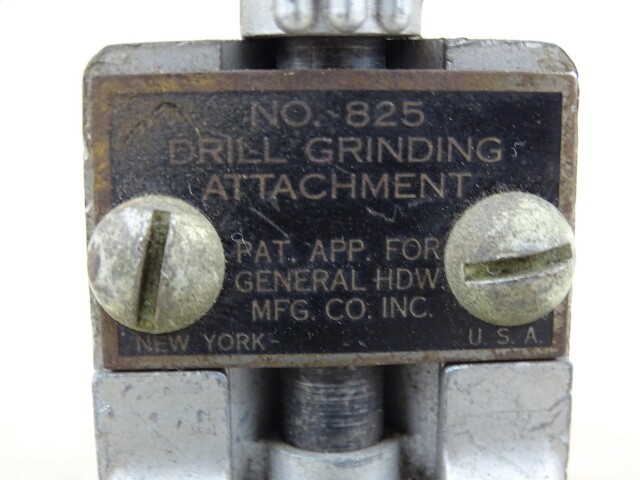 NO. 825
DRILL GRINDING
ATTACHMENT
PAT. APP. FOR
GENERAL HDW.
MFG. CO. INC.
NEW YORK U. S. A.